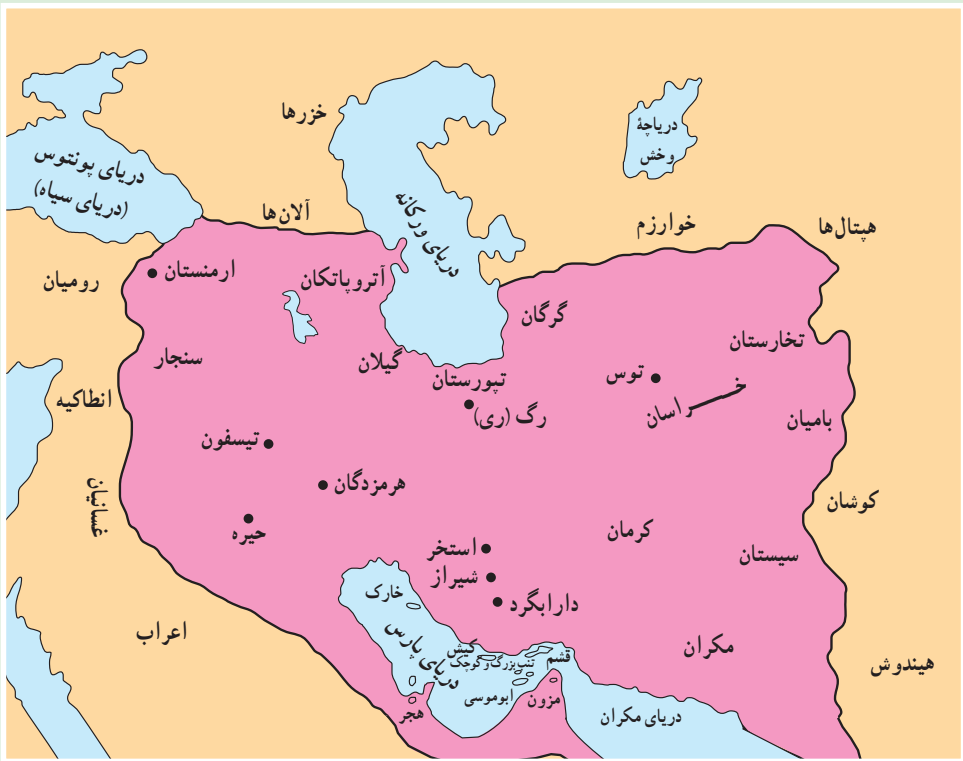 خزرها
دریاچهٔ
وخش
دریای پونتوس
(دریای سیاه)
دریای ورکانه
آلان‌ها
خوارزم
هپتال‌ها
رومیان
ارمنستان
آتروپاتکان
گرگان
تخارستان
سنجار
گیلان
تپورستان
توس
خراسان
انطاکیه
رگ (ری)
بامیان
تیسفون
هرمزدگان
غسانیان
کوشان
حیره
کرمان
استخر
سیستان
شیراز
خارک
دارابگرد
اعراب
دریای پارس
کیش
قشم
تنب بزرگ و کوچک
مکران
هیندوش
ابوموسی
مزون
هجر
دریای مکران